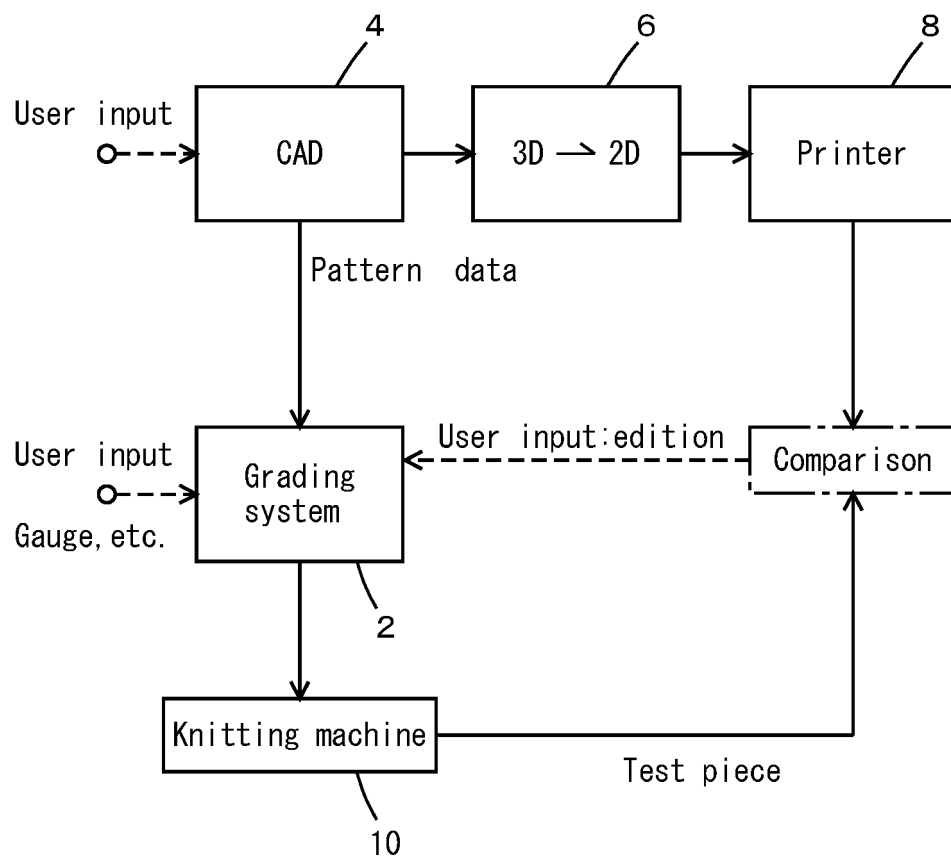 4
6
8
User input
CAD
3D ⇀ 2D
Printer
Pattern data
User input
Gauge, etc.
Grading
system
User input:edition
Comparison
2
Knitting machine
Test piece
10